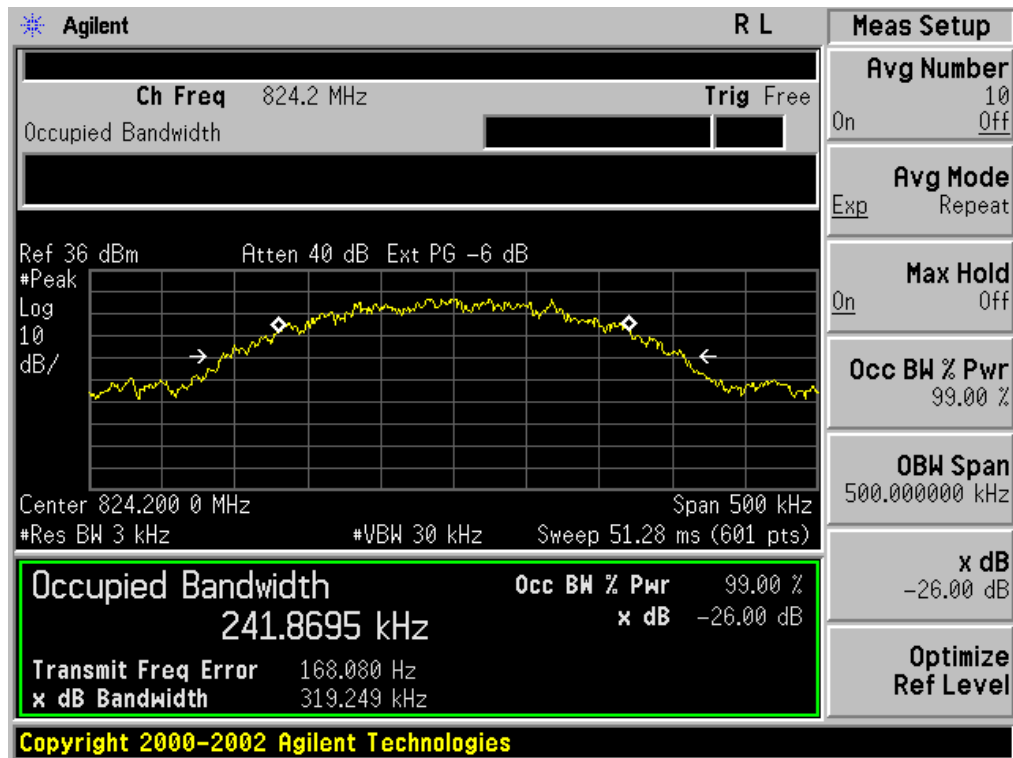 Agilent R L
Ch Freq 824.2 MHz Trig Free
Occupied Bandwidth
Ref 36 dBm Atten 40 dB Ext PG -6 dB
#Peak
Log
10
dB/
Center 824.200 0 MHz Span 500 kHz
#Res BW 3 kHz #VBW 30 kHz Sweep 51.28 ms (601 pts)
Occupied Bandwidth
241.8695 kHz
Occ BW % Pwr 99.00 %
x dB -26.00 dB
Transmit Freq Error 168.080 Hz
x dB Bandwidth 319.249 kHz
Meas Setup
Avg Number
10
On Off
Avg Mode
Exp Repeat
Max Hold
On Off
Occ BW % Pwr
99.00 %
OBW Span
500.000000 kHz
x dB
-26.00 dB
Optimize
Ref Level
Copyright 2000-2002 Agilent Technologies